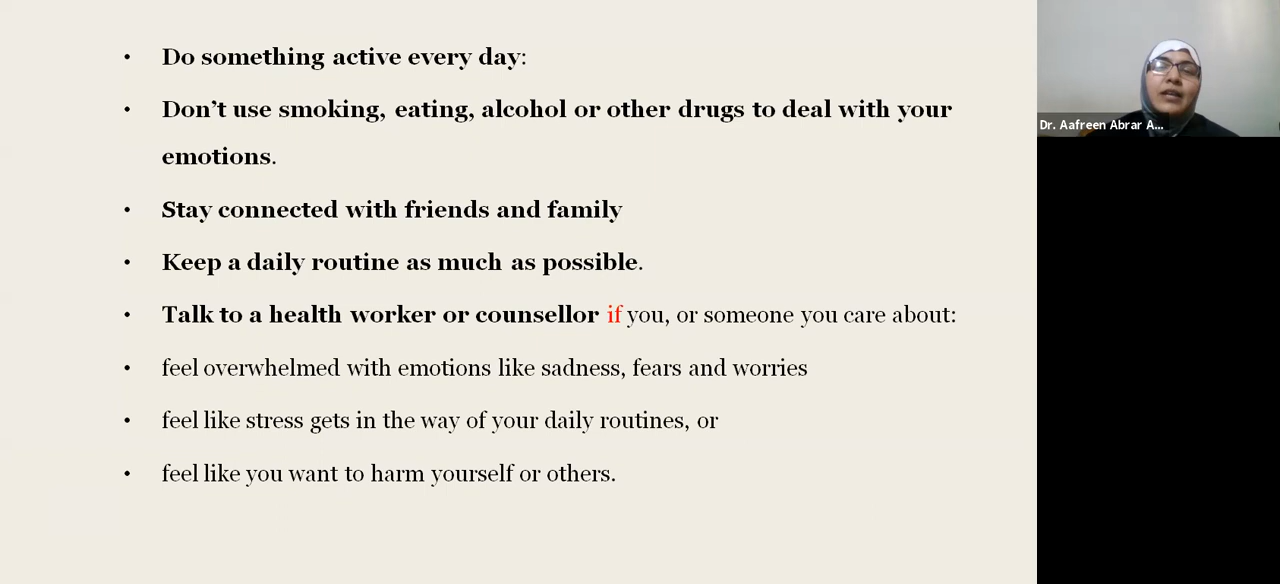 • Do something active every day:
• Don't use smoking, eating, alcohol or other drugs to deal with your
emotions.
• Stay connected with friends and family
• Keep a daily routine as much as possible.
• Talk to a health worker or counsellor if you, or someone you care about:
• feel overwhelmed with emotions like sadness, fears and worries
• feel like stress gets in the way of your daily routines, or
• feel like you want to harm yourself or others.
Dr. Aafreen Abrar A...